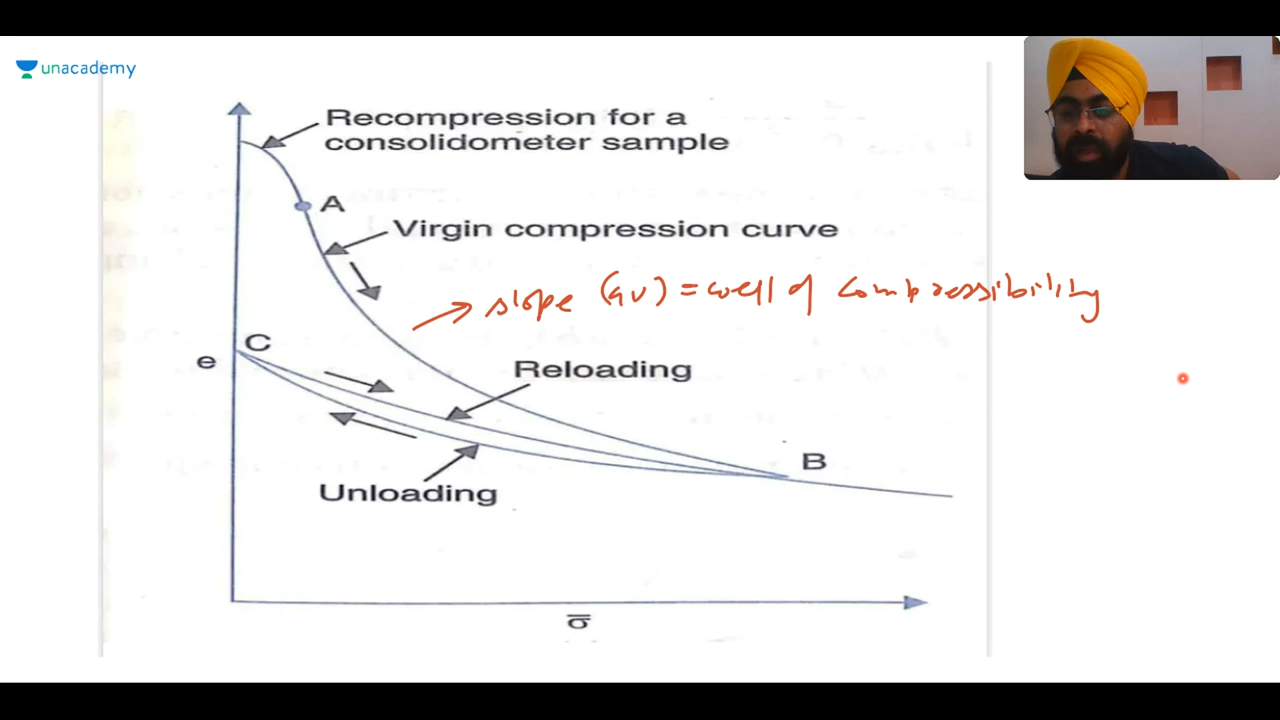 unacademy
Recompression for a
consolidometer sample
A
Virgin compression curve
slope (av) = coeff of compressibility
C
e
Reloading
B
Unloading
σ̅